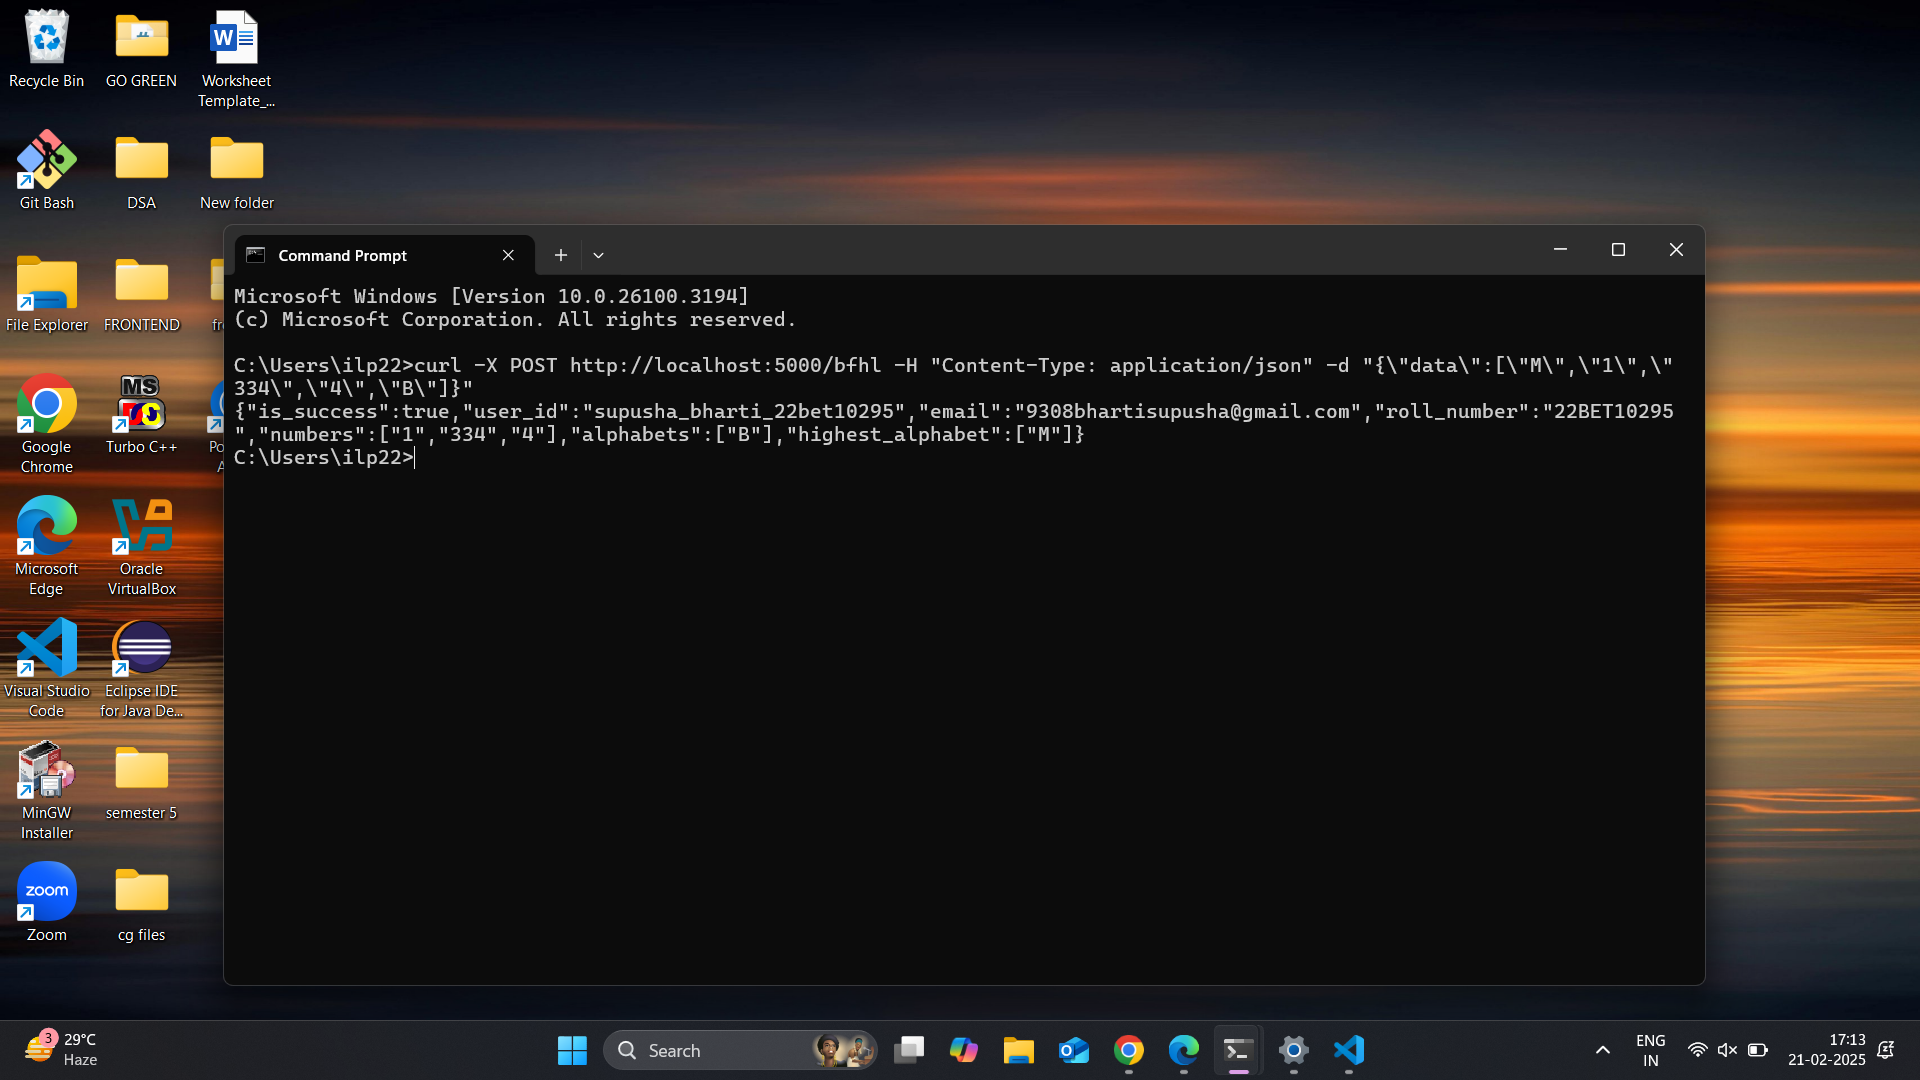 Recycle Bin
GO GREEN
Worksheet
Template_...
Git Bash
DSA
New folder
File Explorer
FRONTEND
Google
Chrome
Turbo C++
Microsoft
Edge
Oracle
VirtualBox
Visual Studio
Code
Eclipse IDE
for Java De...
MinGW
Installer
semester 5
zoom
Zoom
cg files
Command Prompt
Microsoft Windows [Version 10.0.26100.3194]
(c) Microsoft Corporation. All rights reserved.
C:\Users\ilp22>curl -X POST http://localhost:5000/bfhl -H "Content-Type: application/json" -d "{\"data\":[\"M\",\"1\",\"
334\",\"4\",\"B\"]}"
{"is_success":true,"user_id":"supusha_bharti_22bet10295","email":"9308bhartisupusha@gmail.com","roll_number":"22BET10295
","numbers":["1","334","4"],"alphabets":["B"],"highest_alphabet":["M"]}
C:\Users\ilp22>
3
29°C
Haze
Search
ENG
IN
17:13
21-02-2025